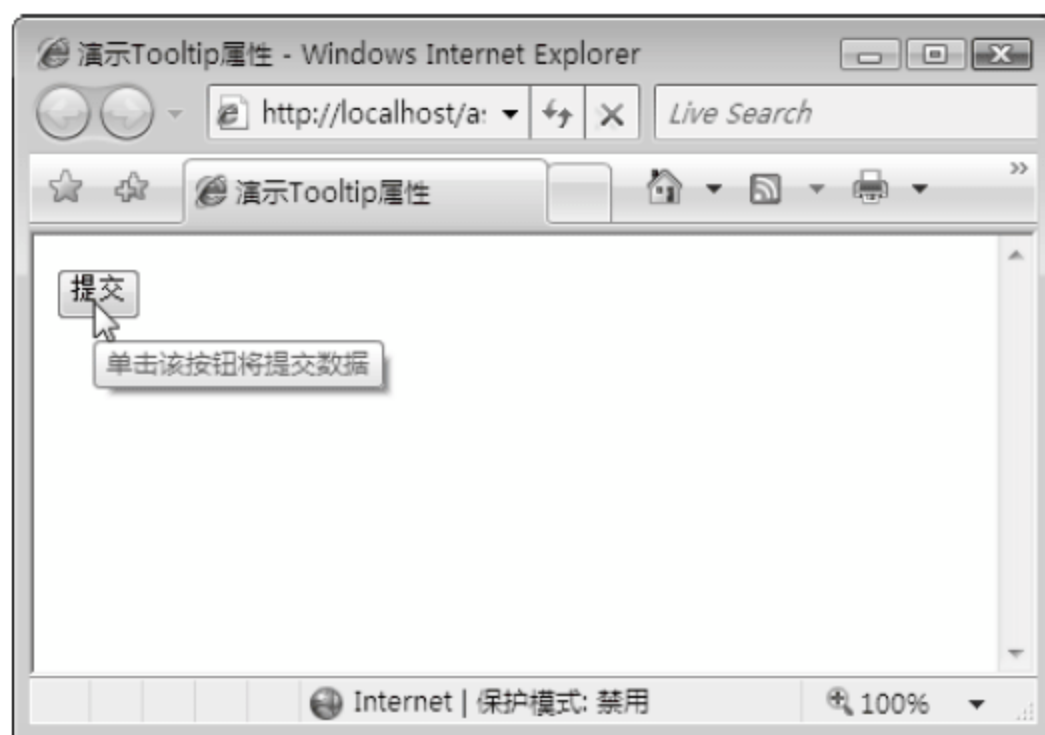 演示Tooltip属性 - Windows Internet Explorer
http://localhost/a
Live Search
演示Tooltip属性
提交
单击该按钮将提交数据
Internet | 保护模式: 禁用
100%